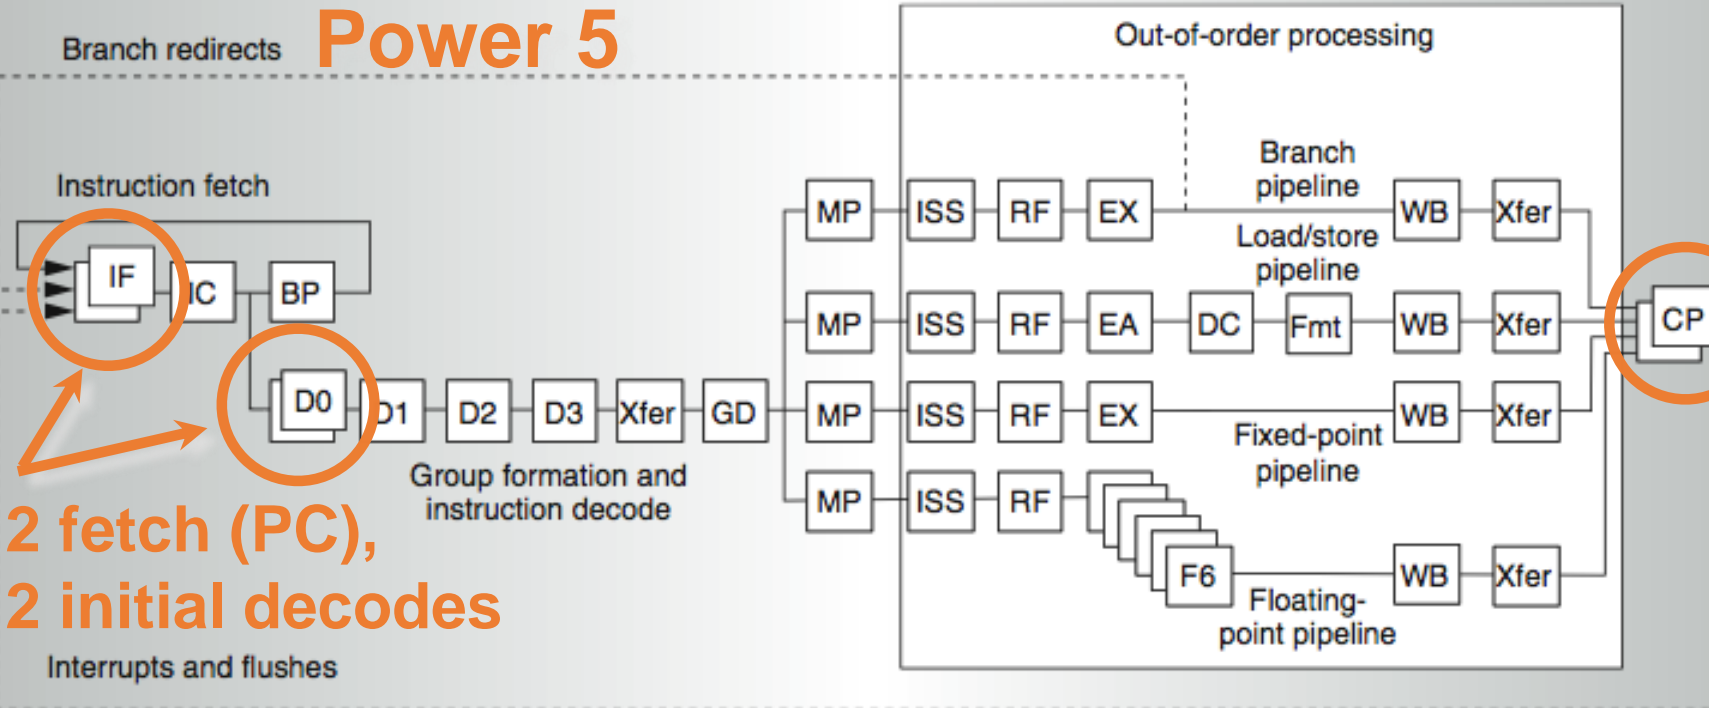 Power 5
Branch redirects
Out-of-order processing
Instruction fetch
IF IC BP
D0 D1 D2 D3 Xfer GD
Group formation and
instruction decode
MP ISS RF EX WB Xfer
Branch
pipeline
Load/store
pipeline
MP ISS RF EA DC Fmt WB Xfer
CP
MP ISS RF EX WB Xfer
Fixed-point
pipeline
MP ISS RF
F6 WB Xfer
Floating-
point pipeline
2 fetch (PC),
2 initial decodes
Interrupts and flushes